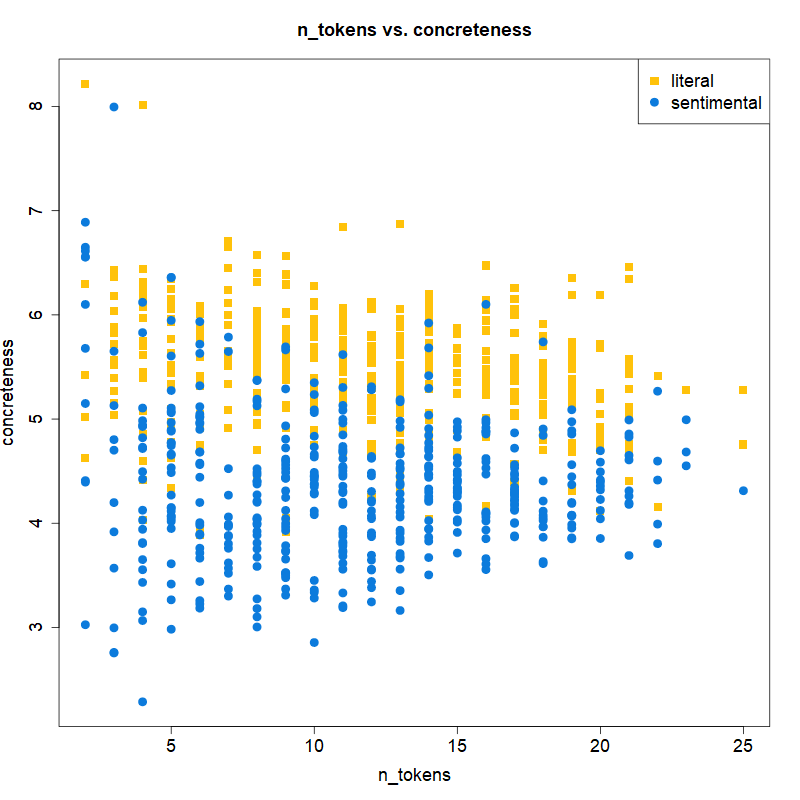 n_tokens vs. concreteness
literal
sentimental
8
7
6
5
4
3
concreteness
5
10
15
20
25
n_tokens